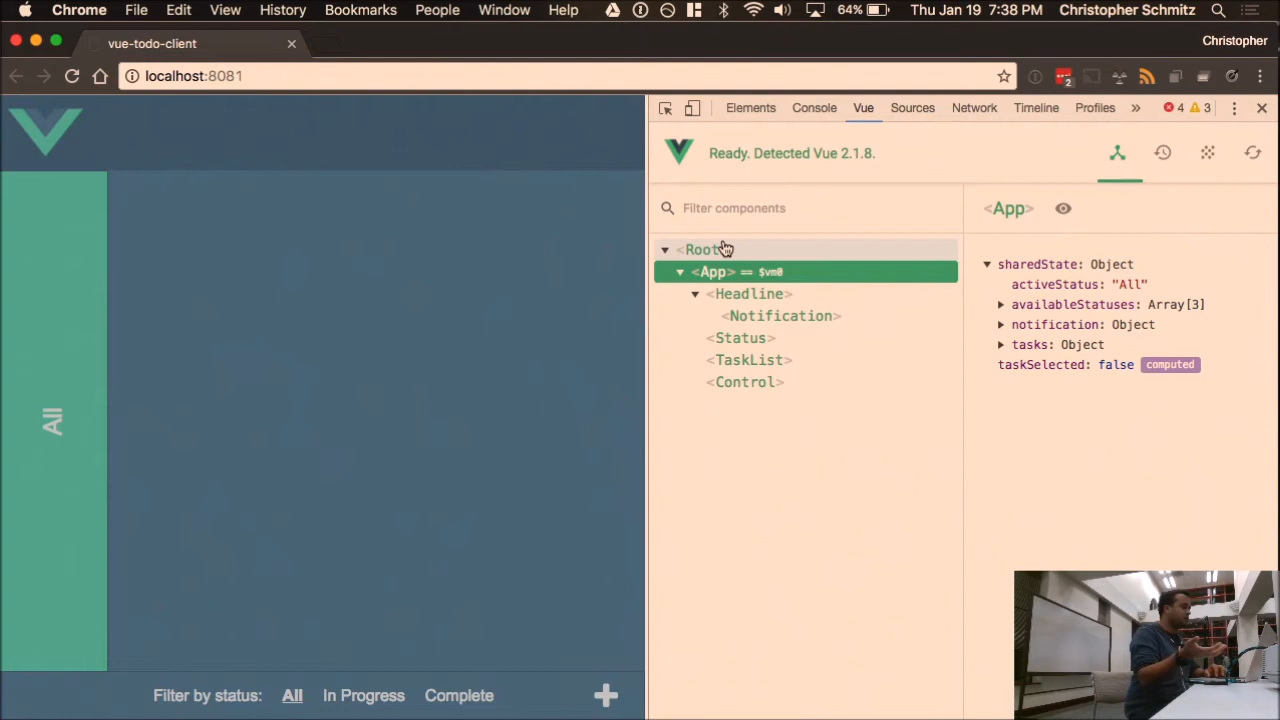 Chrome File Edit View History Bookmarks People Window Help 64% Thu Jan 19 7:38 PM Christopher Schmitz
vue-todo-client Christopher
localhost:8081
2
Elements Console Vue Sources Network Timeline Profiles » 4 3
Ready. Detected Vue 2.1.8.
Filter components
<App>
<Root
<App> == $vm0
<Headline>
<Notification>
<Status>
<TaskList>
<Control>
sharedState: Object
activeStatus: "All"
availableStatuses: Array[3]
notification: Object
tasks: Object
taskSelected: false computed
All
Filter by status: All In Progress Complete